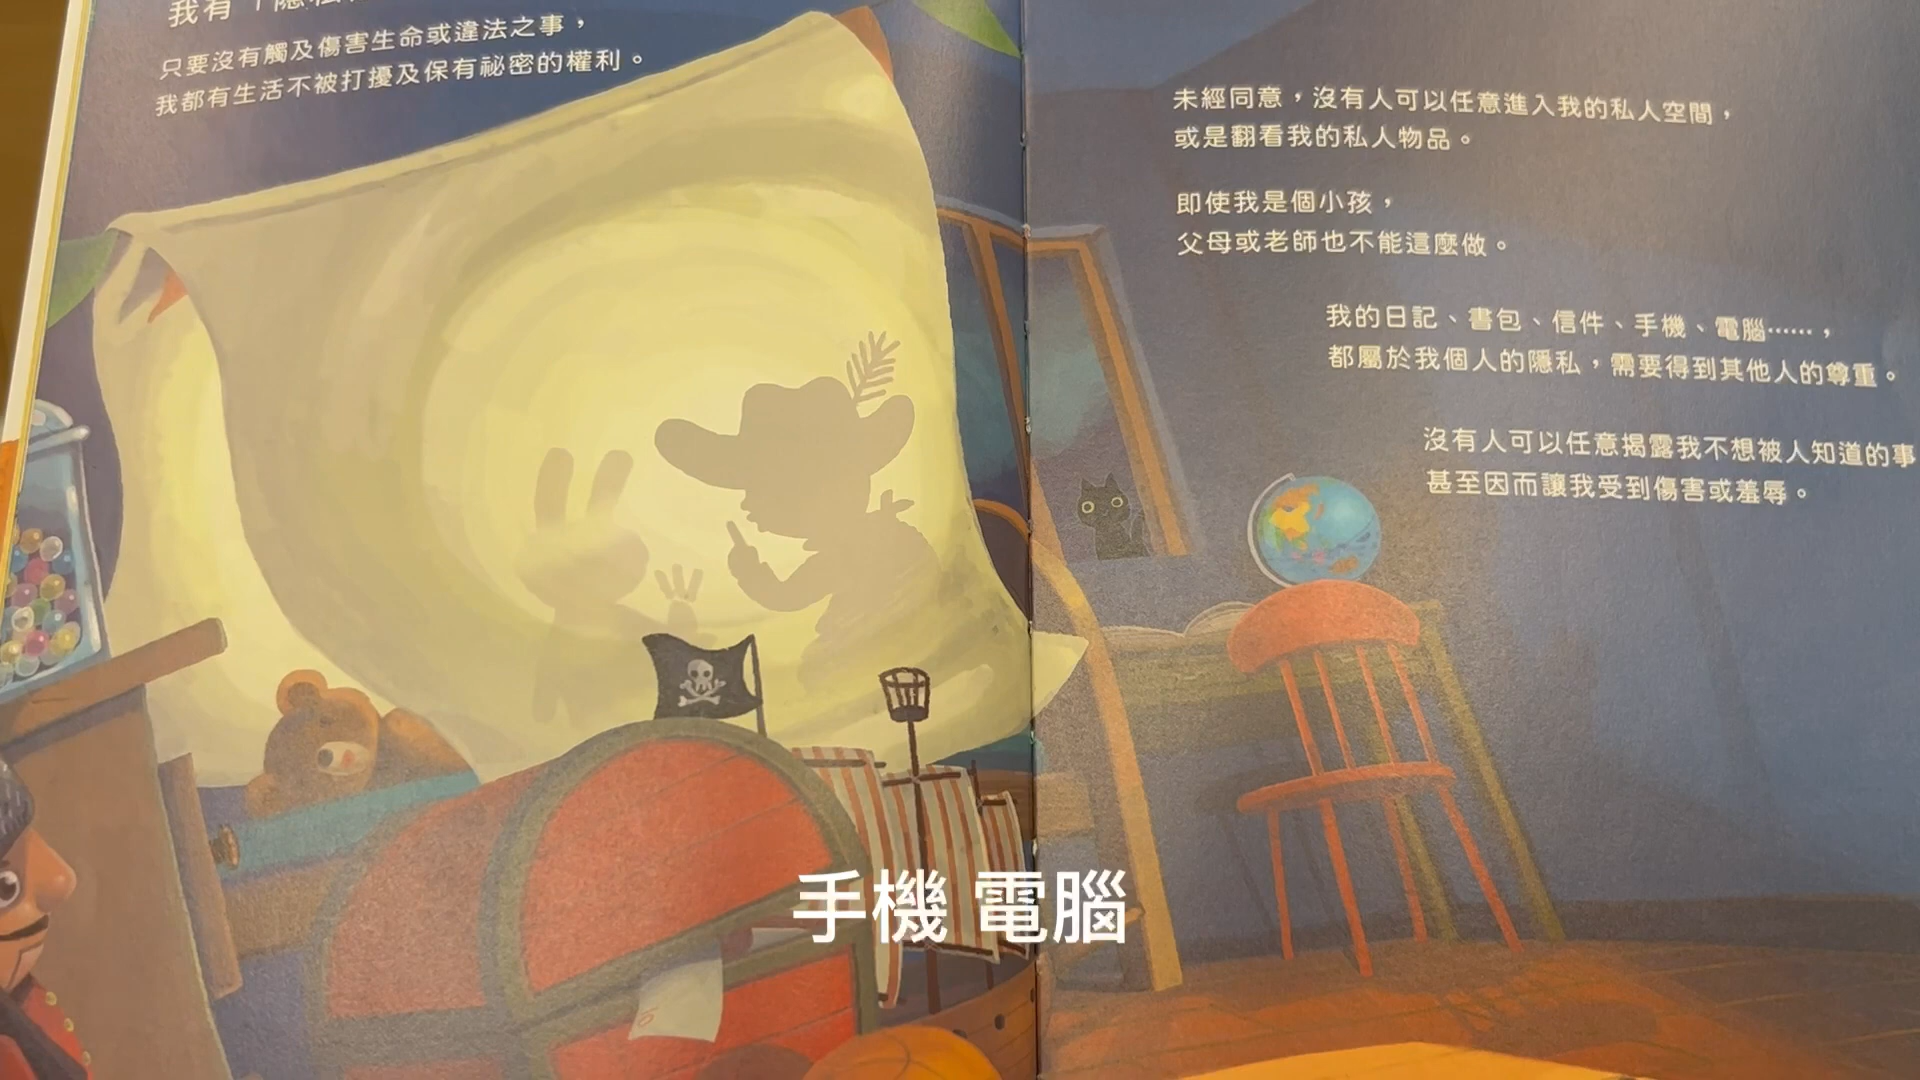 我有「隱私
只要沒有觸及傷害生命或違法之事，
我都有生活不被打擾及保有祕密的權利。
未經同意，沒有人可以任意進入我的私人空間，
或是翻看我的私人物品。
即使我是個小孩，
父母或老師也不能這麼做。
我的日記、書包、信件、手機、電腦……，
都屬於我個人的隱私，需要得到其他人的尊重。
沒有人可以任意揭露我不想被人知道的事
甚至因而讓我受到傷害或羞辱。
手機 電腦